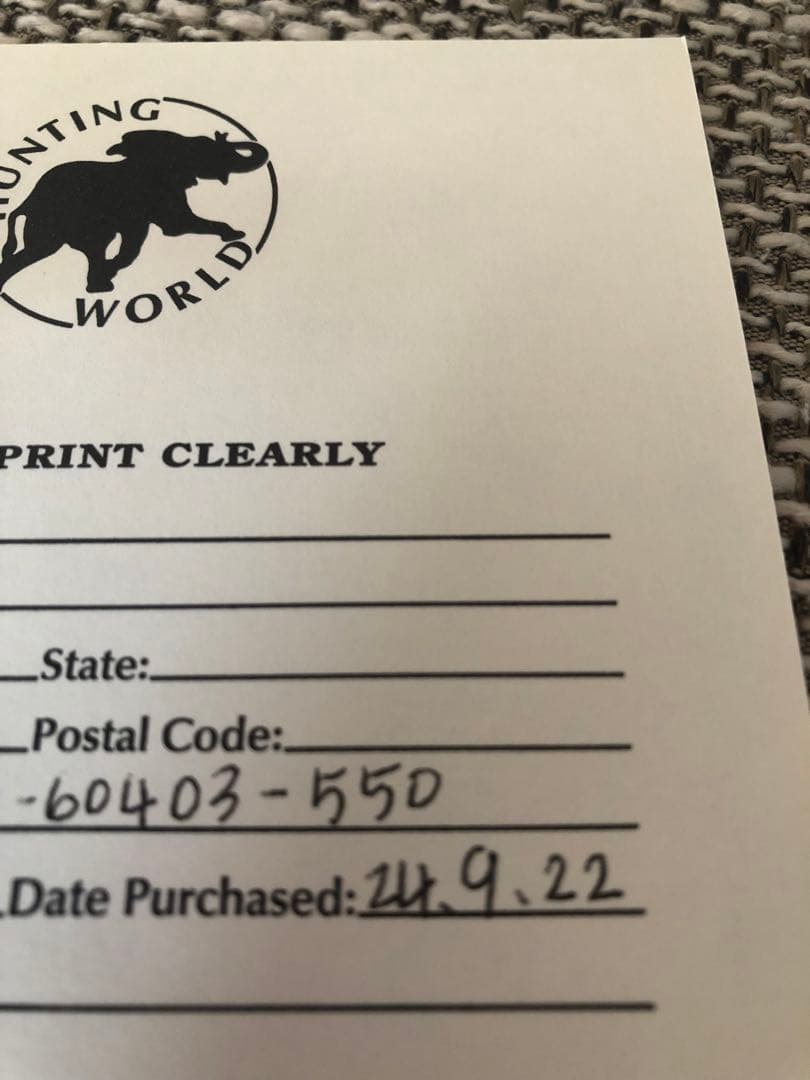 HUNTING
WORLD
PRINT CLEARLY
State:
Postal Code:
-60403-550
Date Purchased: 24.9.22